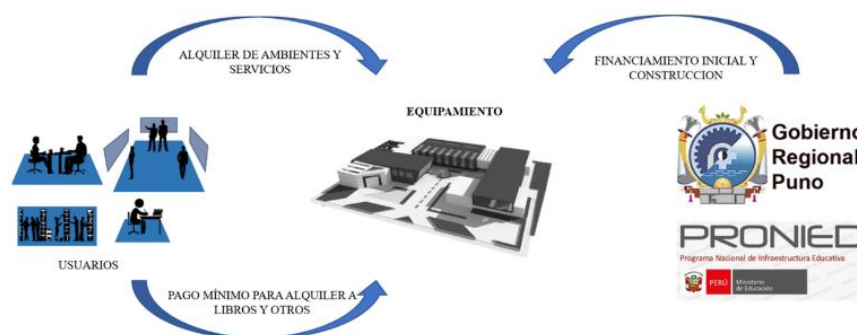 ALQUILER DE AMBIENTES Y
SERVICIOS
FINANCIAMIENTO INICIAL Y
CONSTRUCCION
EQUIPAMIENTO
Gobierno
Regional
Puno
PRONIED
Programa Nacional de Infraestructura Educativa
PERÚ
Ministerio
de Educación
USUARIOS
PAGO MÍNIMO PARA ALQUILER A
LIBROS Y OTROS